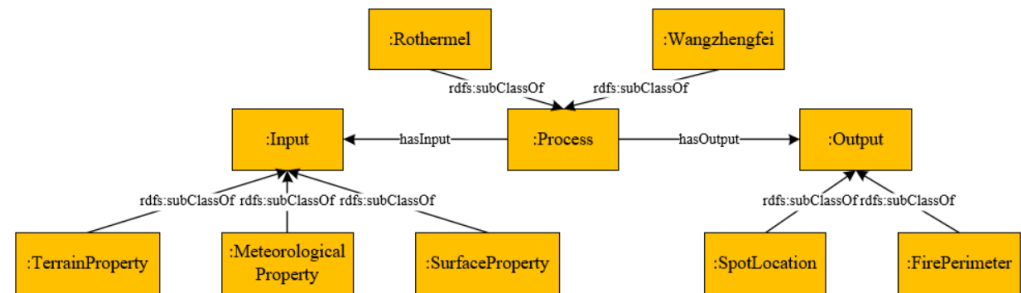 :Rothermel
:Wangzhengfei
rdfs:subClassOf
rdfs:subClassOf
:Input
hasInput
:Process
hasOutput
:Output
rdfs:subClassOf
rdfs:subClassOf
rdfs:subClassOf
rdfs:subClassOf
rdfs:subClassOf
:TerrainProperty
:Meteorological
Property
:SurfaceProperty
:SpotLocation
:FirePerimeter